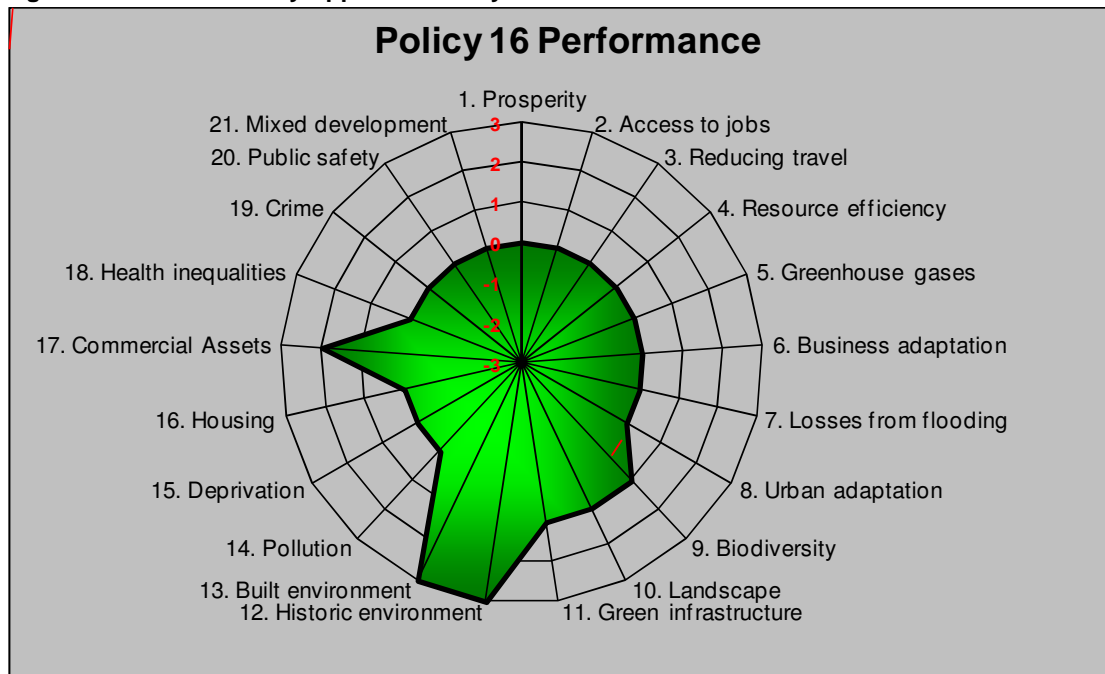 Policy 16 Performance
1. Prosperity
2. Access to jobs
3. Reducing travel
4. Resource efficiency
5. Greenhouse gases
6. Business adaptation
7. Losses from flooding
8. Urban adaptation
9. Biodiversity
10. Landscape
11. Green infrastructure
12. Historic environment
13. Built environment
14. Pollution
15. Deprivation
16. Housing
17. Commercial Assets
18. Health inequalities
19. Crime
20. Public safety
21. Mixed development
3
2
1
0
-1
-2
-3